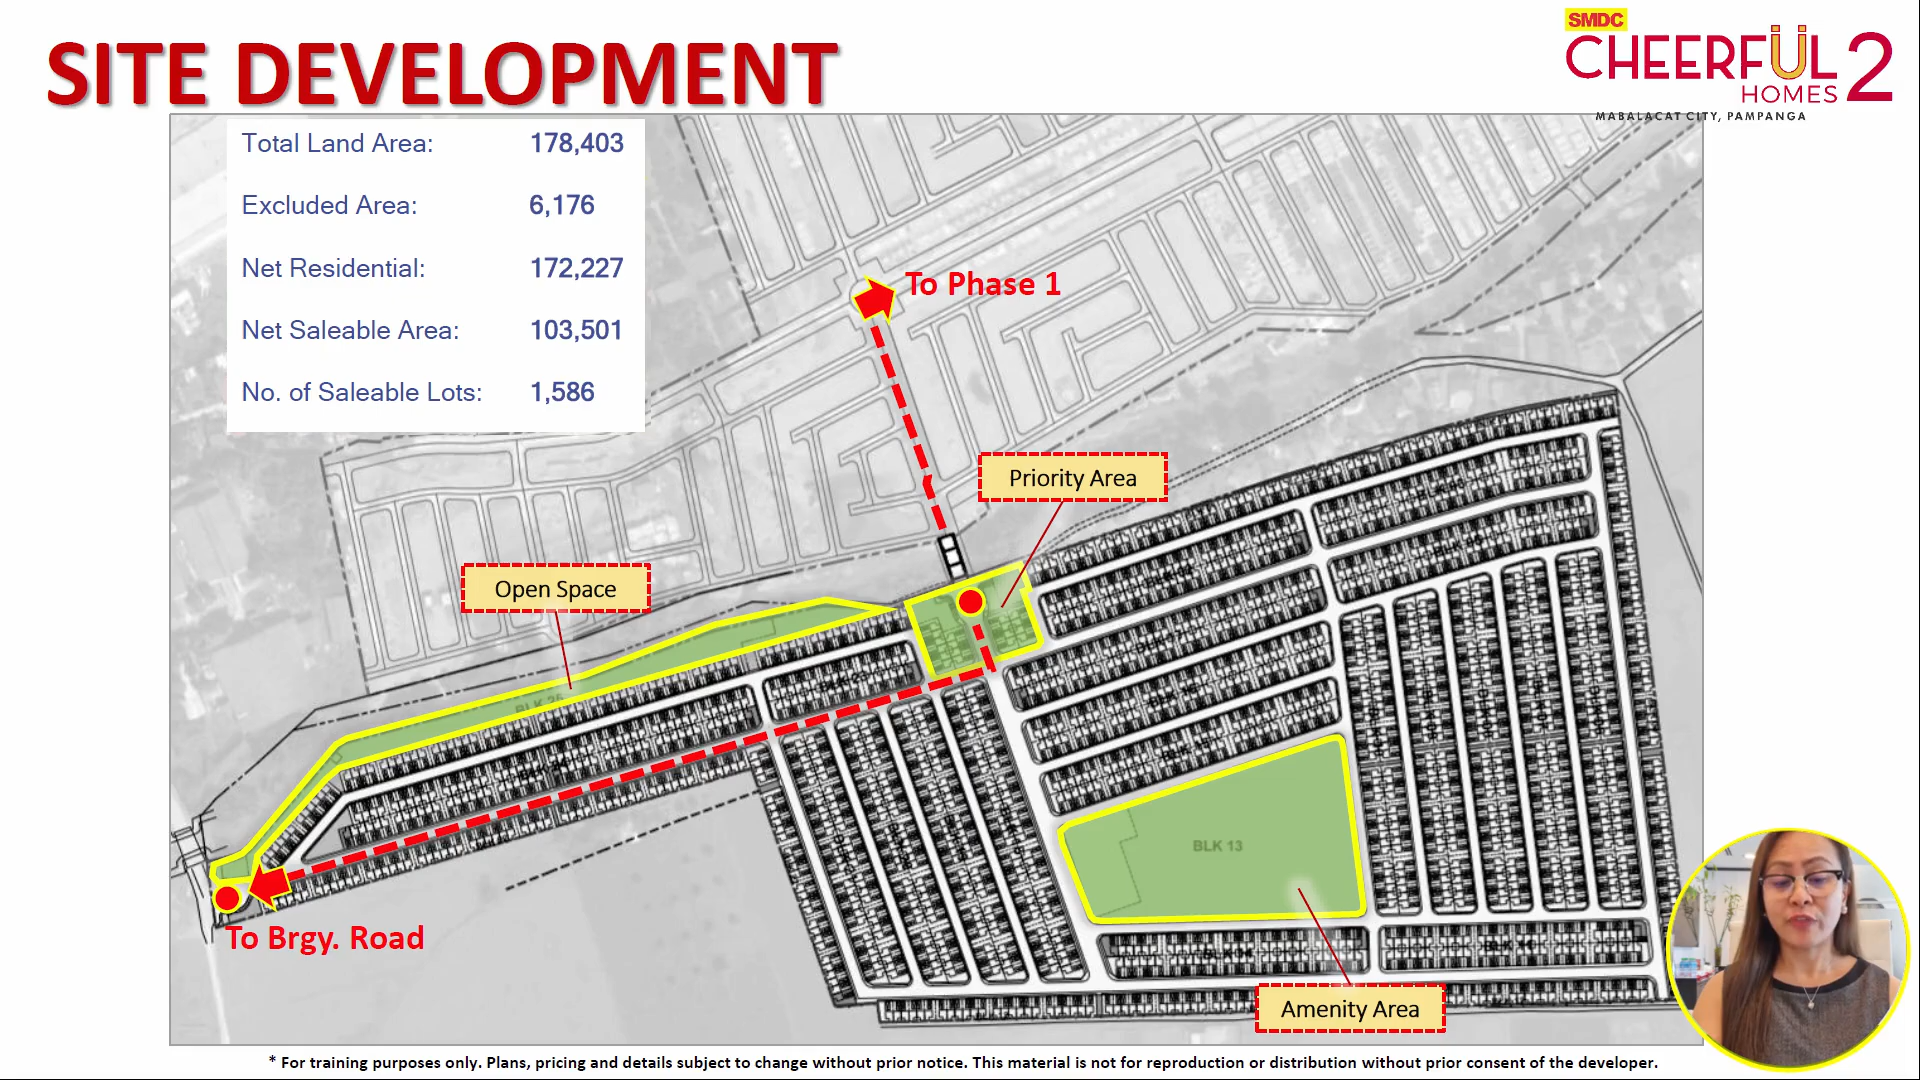 SITE DEVELOPMENT
SMDC
CHEERFUL
HOMES 2
MABALACAT CITY, PAMPANGA
Total Land Area: 178,403
Excluded Area: 6,176
Net Residential: 172,227
Net Saleable Area: 103,501
No. of Saleable Lots: 1,586
To Phase 1
Priority Area
Open Space
BLK 13
To Brgy. Road
Amenity Area
* For training purposes only. Plans, pricing and details subject to change without prior notice. This material is not for reproduction or distribution without prior consent of the developer.